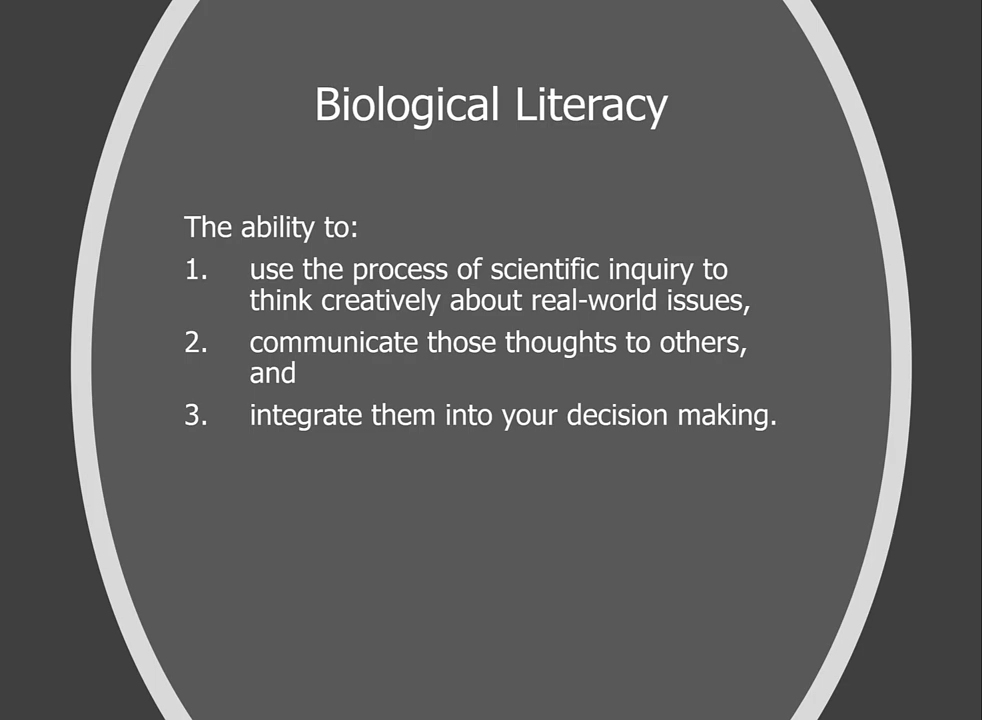 Biological Literacy
The ability to:
1. use the process of scientific inquiry to
think creatively about real-world issues,
2. communicate those thoughts to others,
and
3. integrate them into your decision making.